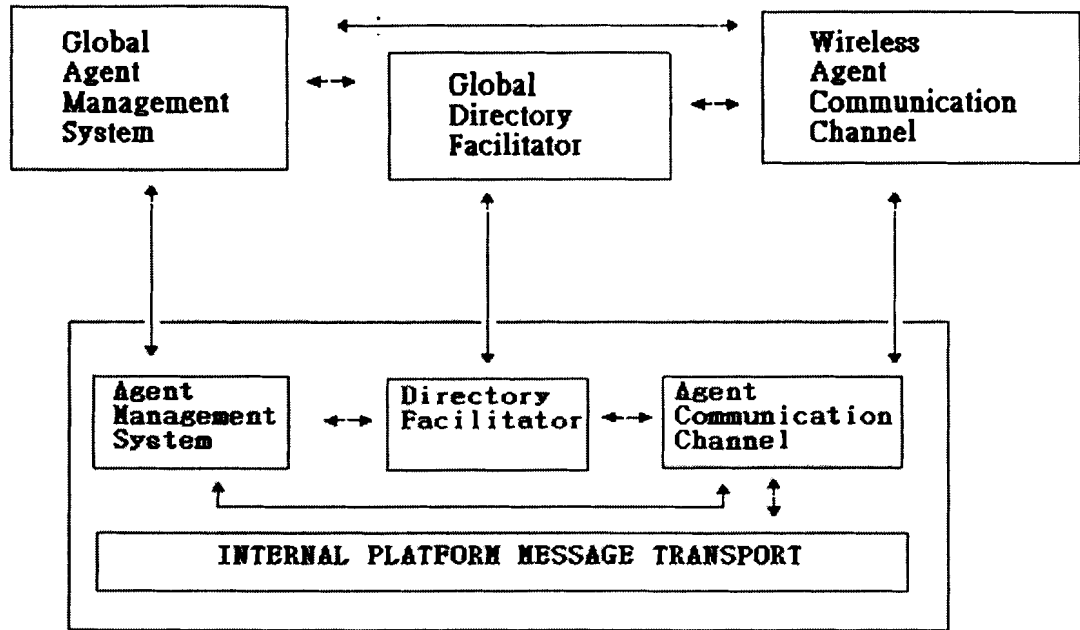 Global
Agent
Management
System
Global
Directory
Facilitator
Wireless
Agent
Communication
Channel
Agent
Management
System
Directory
Facilitator
Agent
Communication
Channel
INTERNAL PLATFORM MESSAGE TRANSPORT